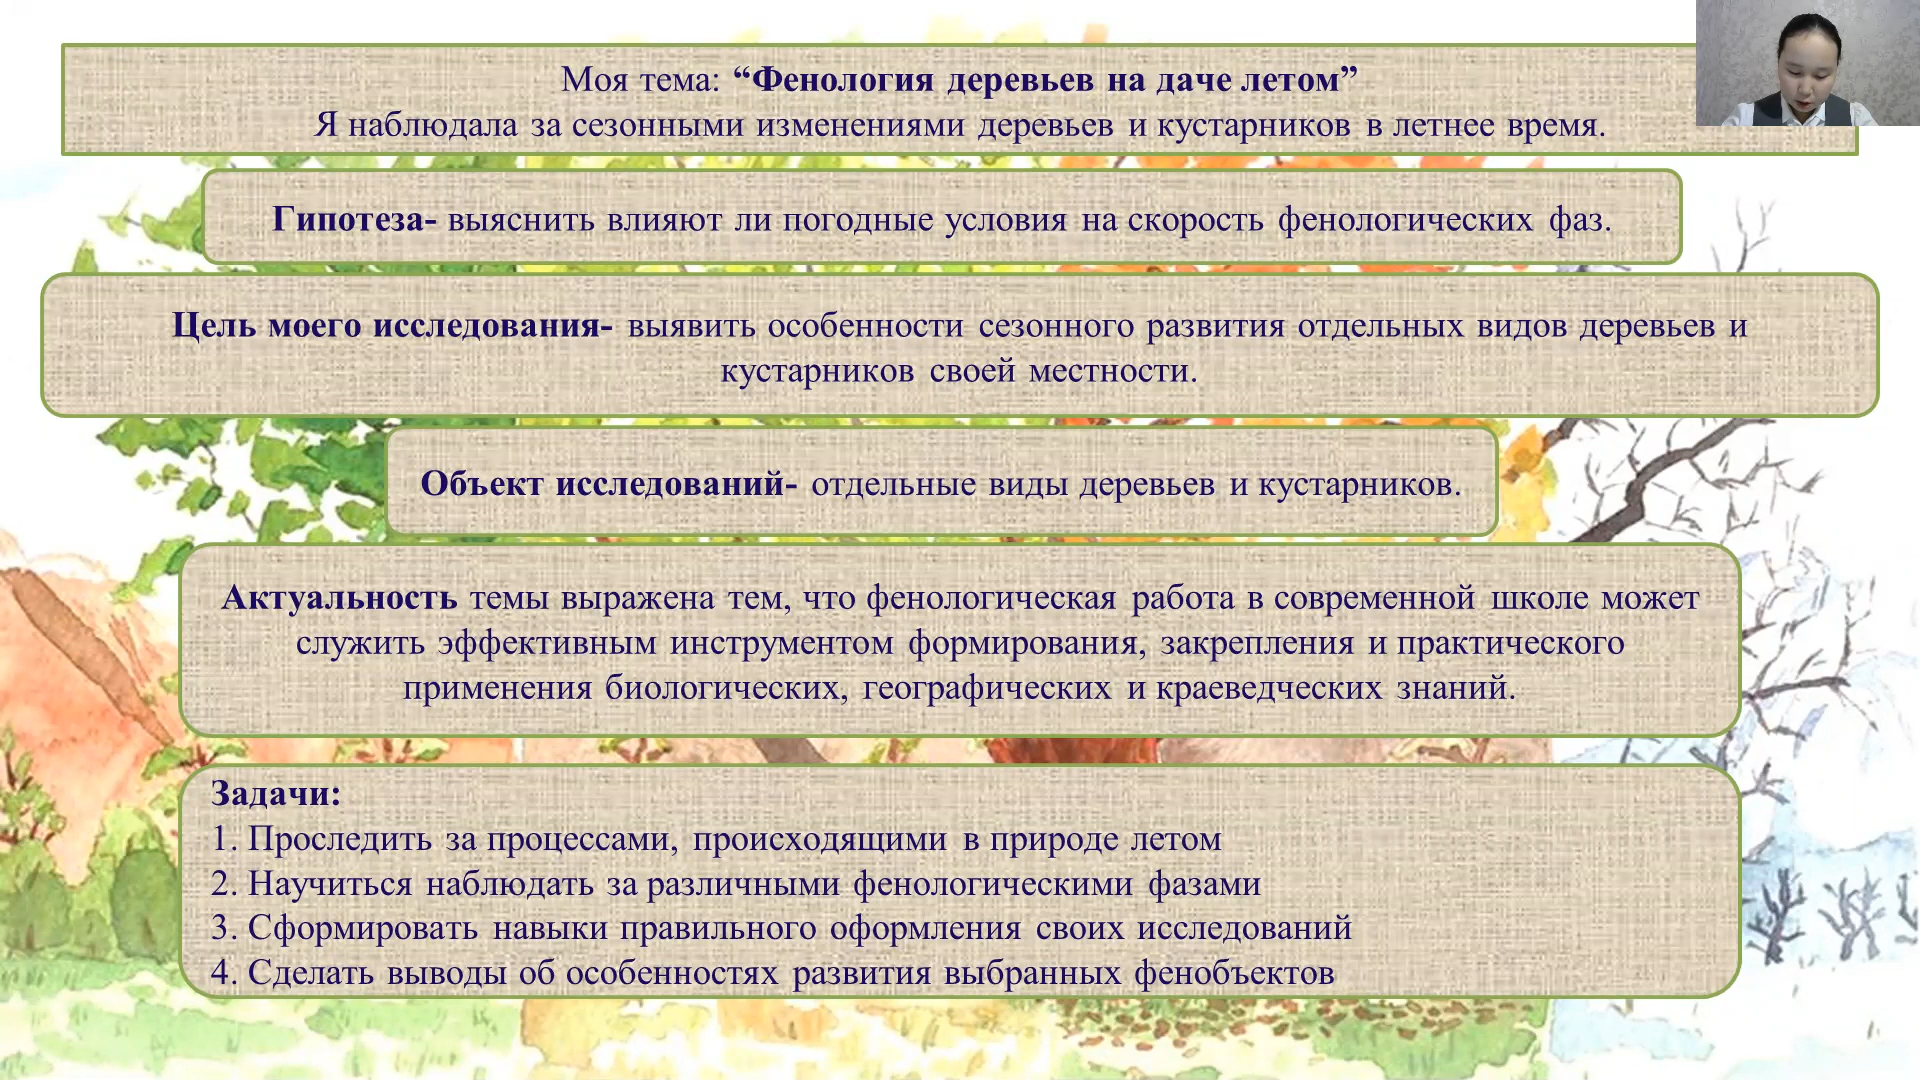 Моя тема: “Фенология деревьев на даче летом”
Я наблюдала за сезонными изменениями деревьев и кустарников в летнее время.
Гипотеза- выяснить влияют ли погодные условия на скорость фенологических фаз.
Цель моего исследования- выявить особенности сезонного развития отдельных видов деревьев и
кустарников своей местности.
Объект исследований- отдельные виды деревьев и кустарников.
Актуальность темы выражена тем, что фенологическая работа в современной школе может
служить эффективным инструментом формирования, закрепления и практического
применения биологических, географических и краеведческих знаний.
Задачи:
1. Проследить за процессами, происходящими в природе летом
2. Научиться наблюдать за различными фенологическими фазами
3. Сформировать навыки правильного оформления своих исследований
4. Сделать выводы об особенностях развития выбранных фенобъектов